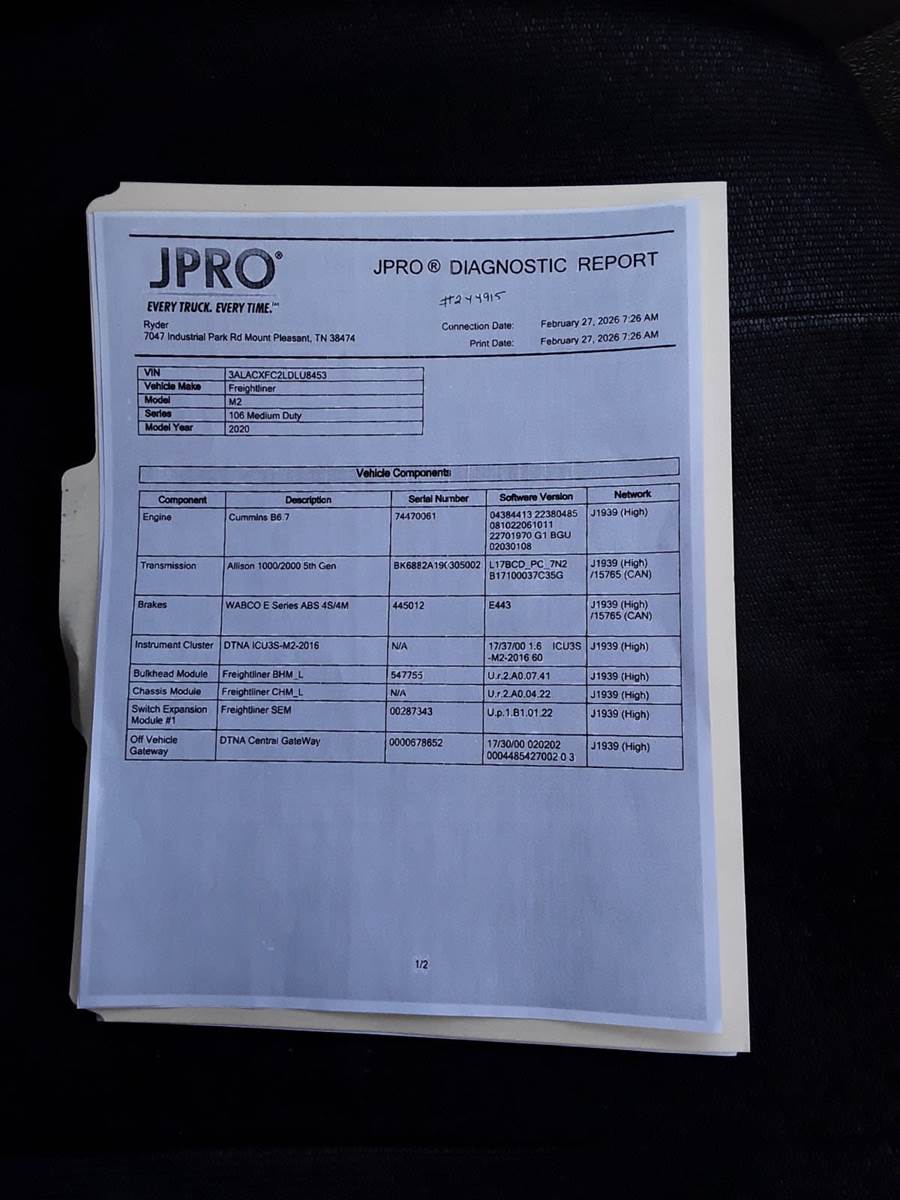 JPRO®
EVERY TRUCK. EVERY TIME.™
JPRO® DIAGNOSTIC REPORT
#244915
Ryder
7047 Industrial Park Rd Mount Pleasant, TN 38474
Connection Date: February 27, 2026 7:26 AM
Print Date: February 27, 2026 7:26 AM
VIN 3ALACXFC2LDLU8453
Vehicle Make Freightliner
Model M2
Series 106 Medium Duty
Model Year 2020
Vehicle Components
Component Description Serial Number Software Version Network
Engine Cummins B6.7 74470061 04384413 22380485 J1939 (High)
081022061011
22701970 G1 BGU
02030108
Transmission Allison 1000/2000 5th Gen L17BCD_PC_7N2 J1939 (High)
B17100037C35G /15765 (CAN)
Brakes WABCO E Series ABS 4S/4M 445012 E443 J1939 (High)
/15765 (CAN)
Instrument Cluster DTNA ICU3S-M2-2016 N/A 17/37/00 1.6 ICU3S J1939 (High)
-M2-2016 60
Bulkhead Module Freightliner BHM_L 547755 U.r.2.A0.07.41 J1939 (High)
Chassis Module Freightliner CHM_L N/A U.r.2.A0.04.22 J1939 (High)
Switch Expansion Freightliner SEM 00287343 U.p.1.B1.01.22 J1939 (High)
Module #1
Off Vehicle DTNA Central GateWay 0000678652 17/30/00 020202 J1939 (High)
Gateway 0004485427002 0 3
1/2